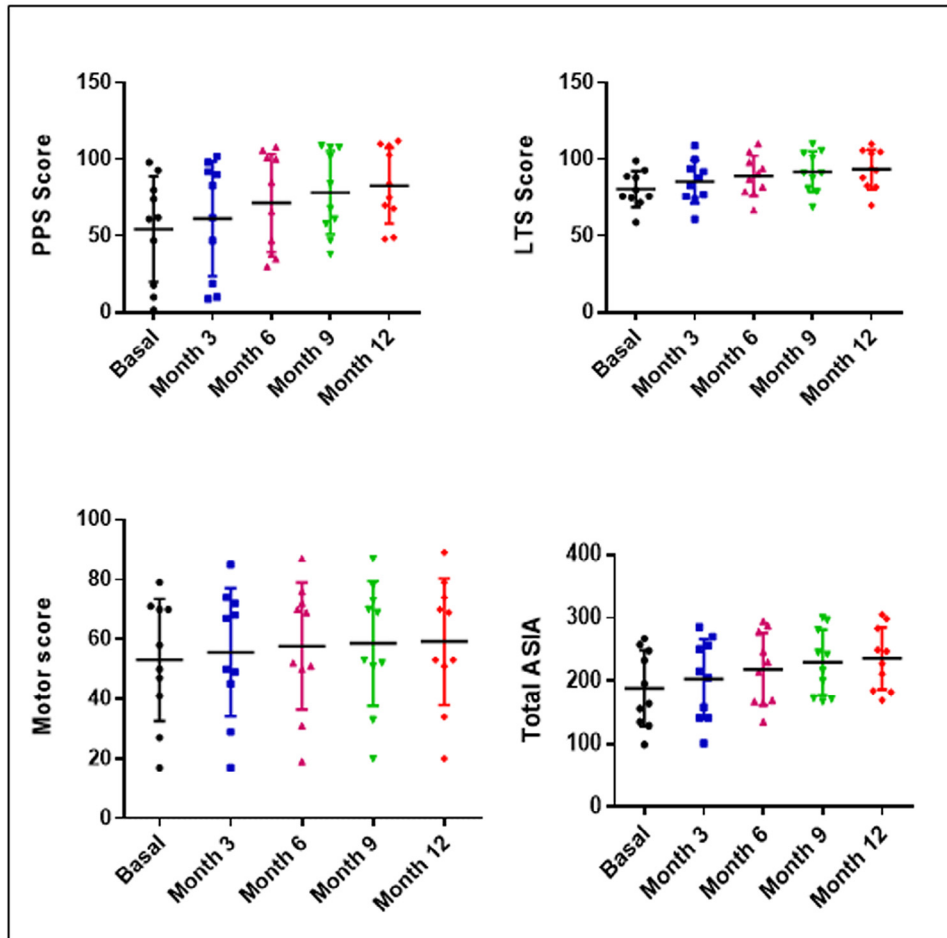 PPS Score
150
100
50
0
Basal
Month 3
Month 6
Month 9
Month 12
LTS Score
150
100
50
0
Basal
Month 3
Month 6
Month 9
Month 12
Motor score
100
80
60
40
20
0
Basal
Month 3
Month 6
Month 9
Month 12
Total ASIA
400
300
200
100
0
Basal
Month 3
Month 6
Month 9
Month 12